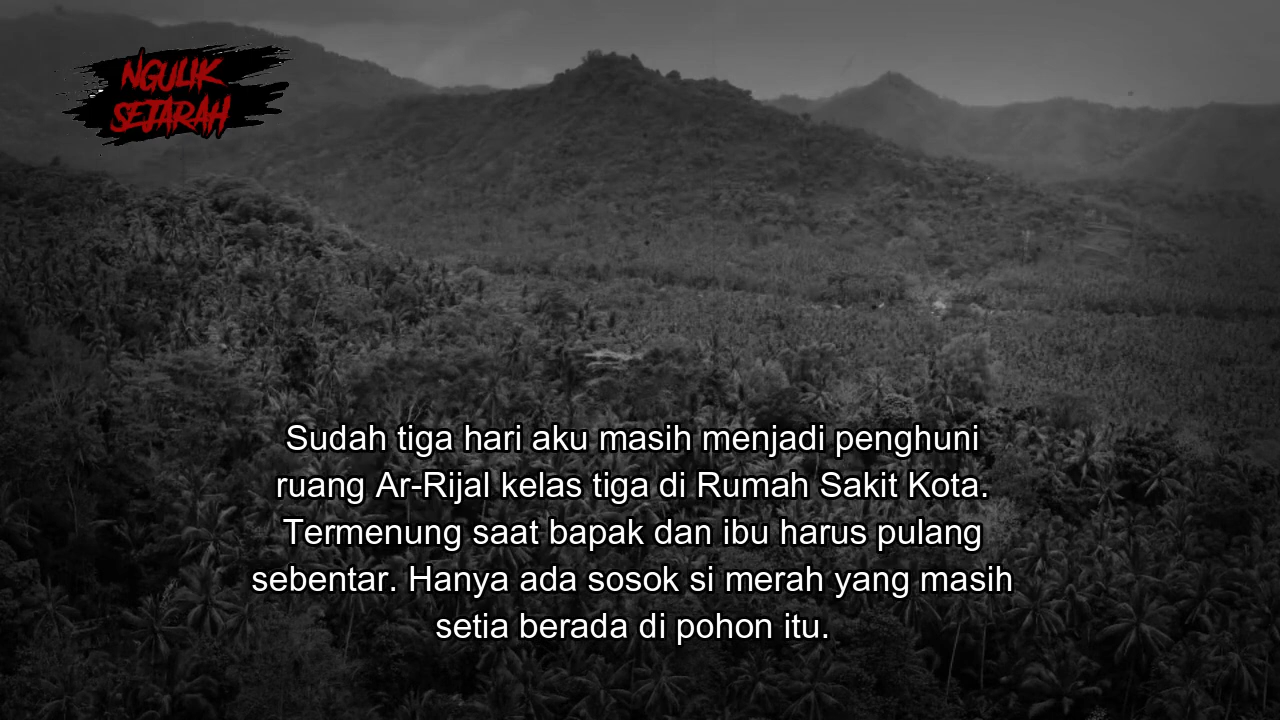 NGULIK
SEJARAH
Sudah tiga hari aku masih menjadi penghuni
ruang Ar-Rijal kelas tiga di Rumah Sakit Kota.
Termenung saat bapak dan ibu harus pulang
sebentar. Hanya ada sosok si merah yang masih
setia berada di pohon itu.